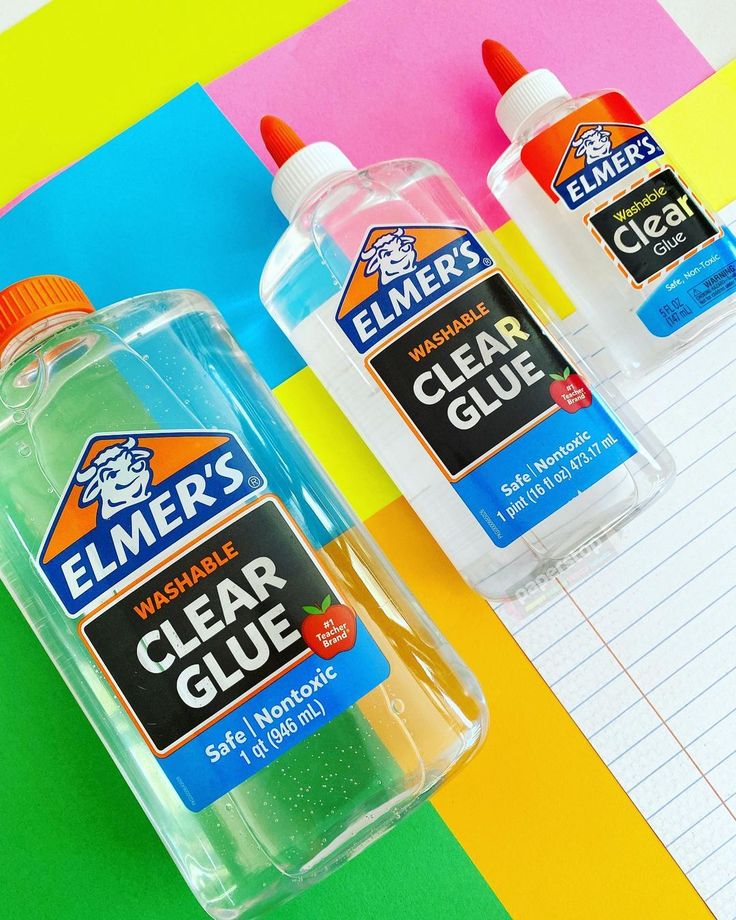 ELMER'S
WASHABLE
CLEAR
GLUE
#1
Teacher
Brand
Safe | Nontoxic
1 qt (946 mL)
ELMER'S®
WASHABLE
CLEAR
GLUE
#1
Teacher
Brand
Safe | Nontoxic
1 pint (16 fl oz) 473.17 mL
ELMER'S
Washable
Clear
Glue
Safe, Non-Toxic
WARNING:
5 FL OZ
(147 mL)
paperstop